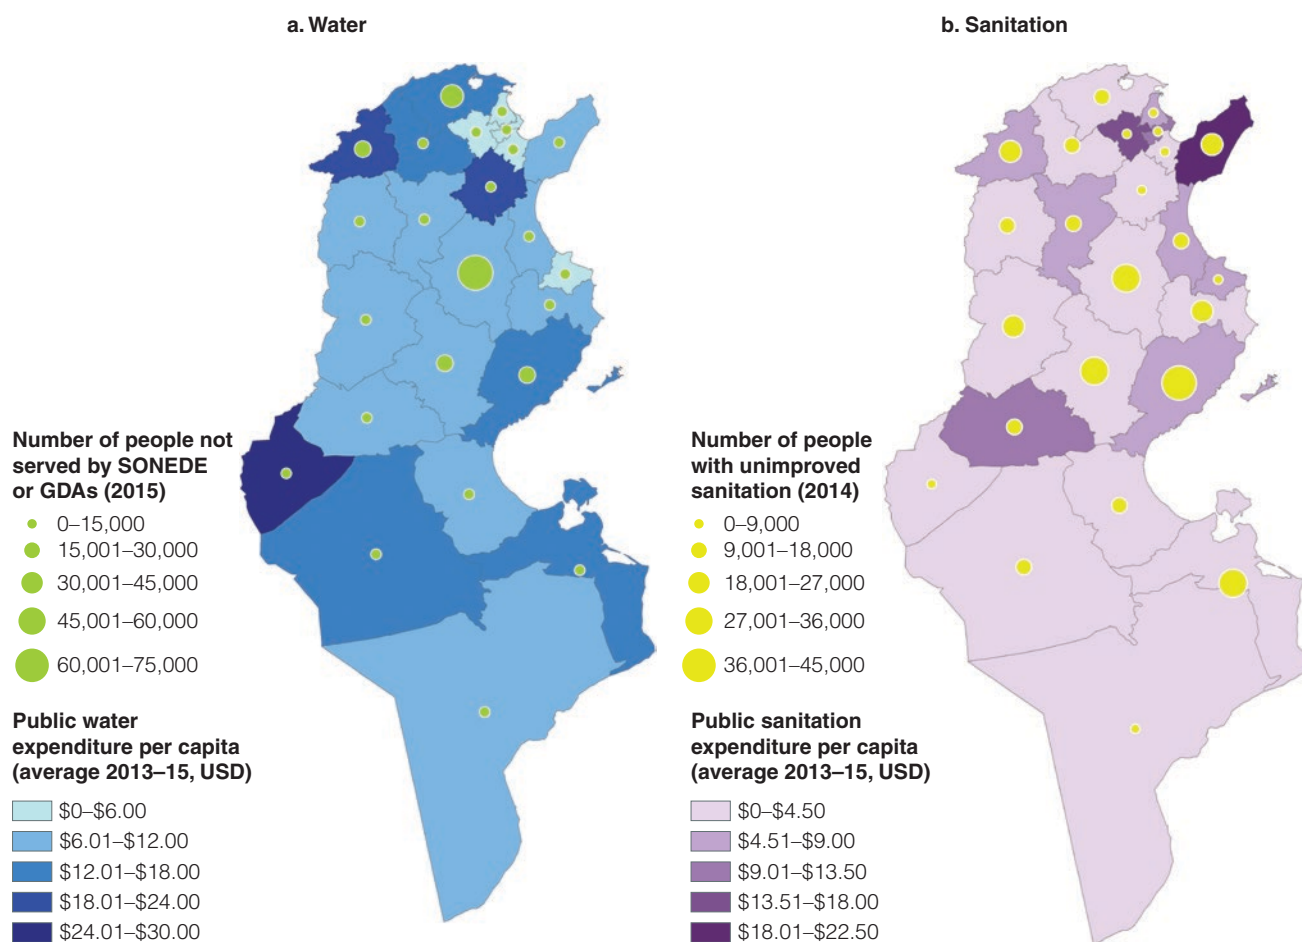 a. Water
Number of people not
served by SONEDE
or GDAs (2015)
0–15,000
15,001–30,000
30,001–45,000
45,001–60,000
60,001–75,000
Public water
expenditure per capita
(average 2013–15, USD)
$0–$6.00
$6.01–$12.00
$12.01–$18.00
$18.01–$24.00
$24.01–$30.00
b. Sanitation
Number of people
with unimproved
sanitation (2014)
0–9,000
9,001–18,000
18,001–27,000
27,001–36,000
36,001–45,000
Public sanitation
expenditure per capita
(average 2013–15, USD)
$0–$4.50
$4.51–$9.00
$9.01–$13.50
$13.51–$18.00
$18.01–$22.50